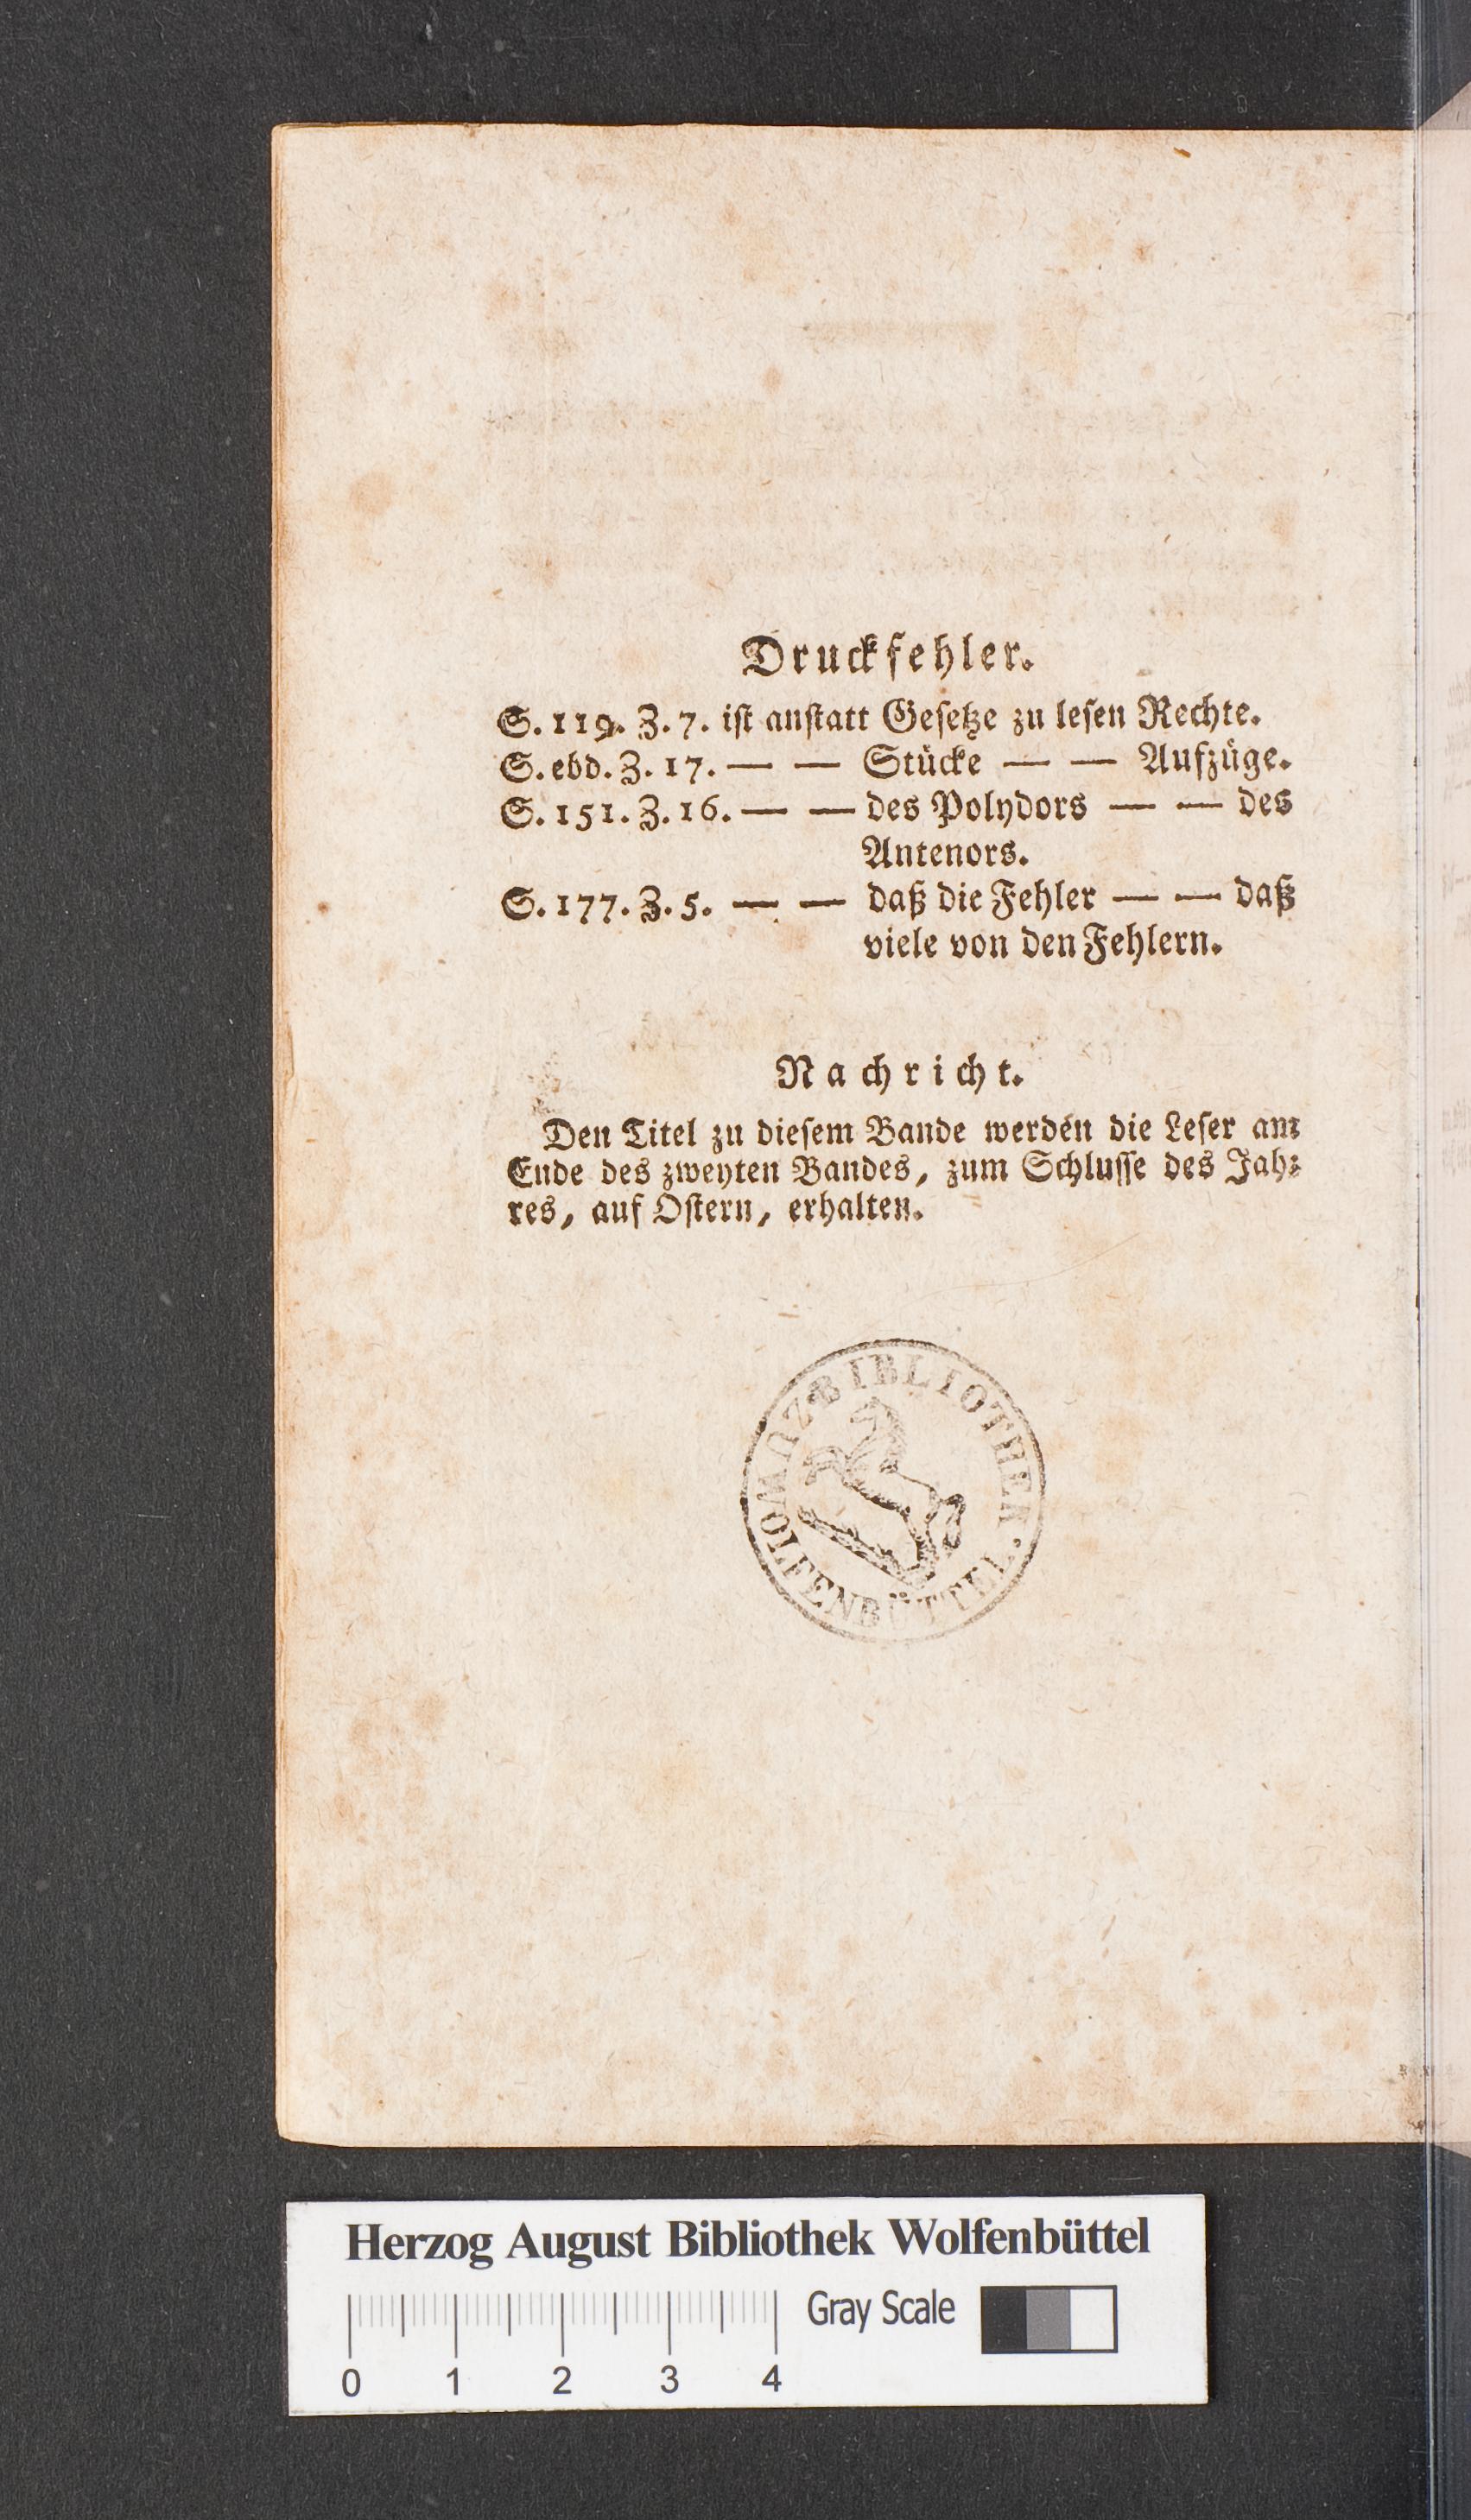 Druckfehler.
S. 119. Z. 7. ist anstatt Gesetze zu lesen Rechte.
S. ebd. Z. 17. — — Stücke — — Aufzüge.
S. 151. Z. 16. — — des Polydors — — des
Antenors.
S. 177. Z. 5. — — daß die Fehler — — daß
viele von den Fehlern.
Nachricht.
Den Titel zu diesem Bande werden die Leser am
Ende des zweyten Bandes, zum Schlusse des Jah-
res, auf Ostern, erhalten.
BIBLIOTHEK
ZU
WOLFENBÜTTEL
Herzog August Bibliothek Wolfenbüttel
Gray Scale
0 1 2 3 4